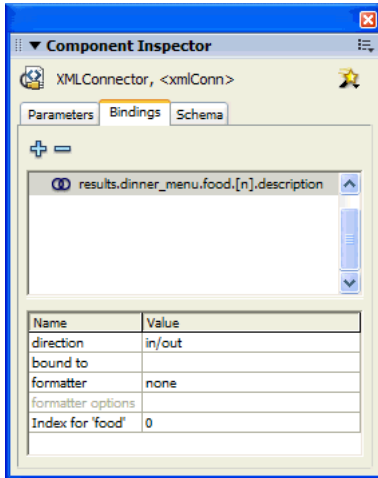 Component Inspector
XMLConnector, <xmlConn>
Parameters Bindings Schema
results.dinner_menu.food.[n].description
Name Value
direction in/out
bound to
formatter none
formatter options
Index for 'food' 0